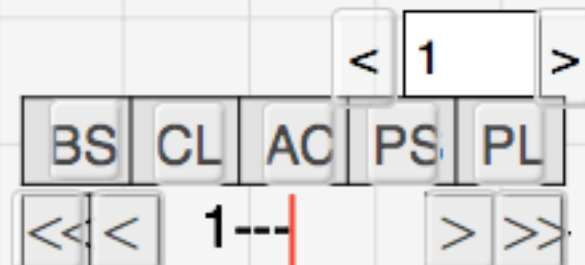 < 1 >
BS CL AC PS PL
<< < 1--- > >>